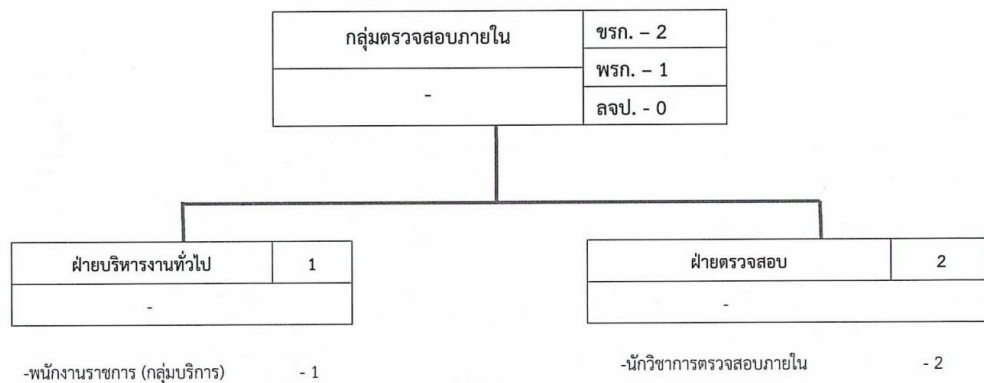 กลุ่มตรวจสอบภายใน
ขรก. – 2
พรก. – 1
-
ลจป. - 0
ฝ่ายบริหารงานทั่วไป 1
-
ฝ่ายตรวจสอบ 2
-
-พนักงานราชการ (กลุ่มบริการ) - 1
-นักวิชาการตรวจสอบภายใน - 2